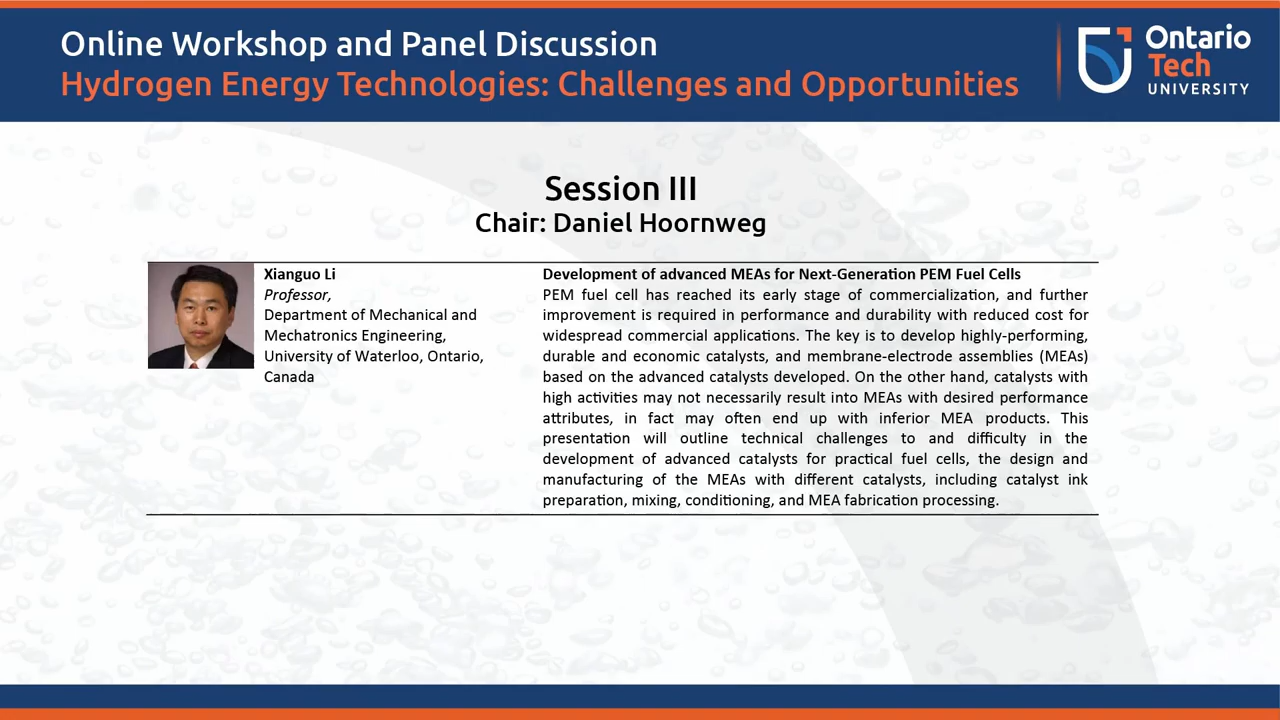 Online Workshop and Panel Discussion
Hydrogen Energy Technologies: Challenges and Opportunities
Ontario
Tech
UNIVERSITY
Session III
Chair: Daniel Hoornweg
Xianguo Li
Professor,
Department of Mechanical and
Mechatronics Engineering,
University of Waterloo, Ontario,
Canada
Development of advanced MEAs for Next-Generation PEM Fuel Cells
PEM fuel cell has reached its early stage of commercialization, and further
improvement is required in performance and durability with reduced cost for
widespread commercial applications. The key is to develop highly-performing,
durable and economic catalysts, and membrane-electrode assemblies (MEAs)
based on the advanced catalysts developed. On the other hand, catalysts with
high activities may not necessarily result into MEAs with desired performance
attributes, in fact may often end up with inferior MEA products. This
presentation will outline technical challenges to and difficulty in the
development of advanced catalysts for practical fuel cells, the design and
manufacturing of the MEAs with different catalysts, including catalyst ink
preparation, mixing, conditioning, and MEA fabrication processing.